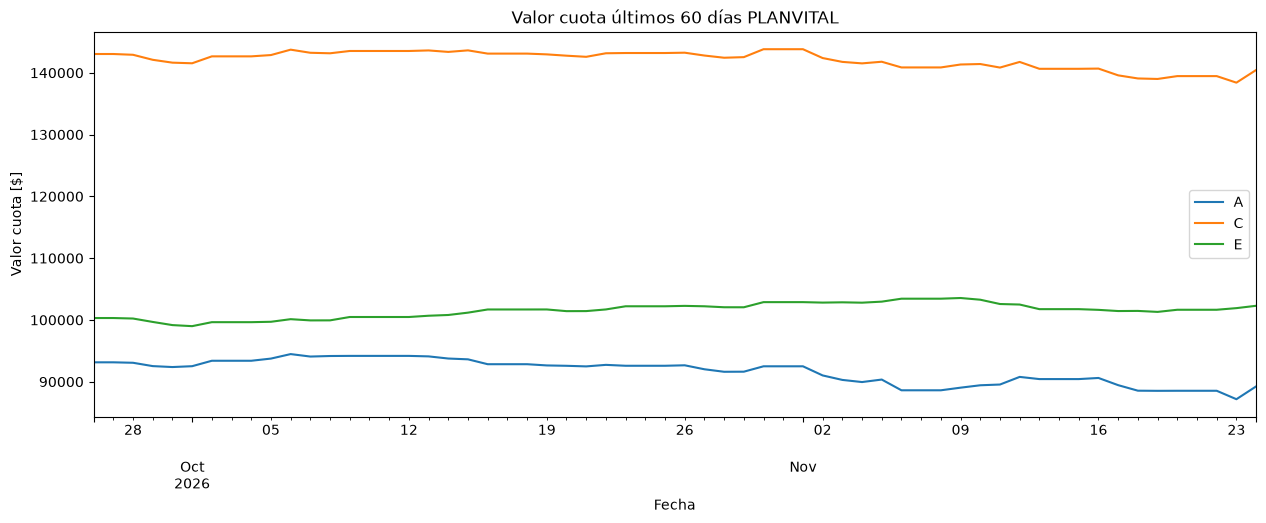 Valor cuota últimos 60 días PLANVITAL
Valor cuota [$]
140000
130000
120000
110000
100000
90000
A
C
E
28 05 12 19 26 02 09 16 23
Oct Nov
2026
Fecha